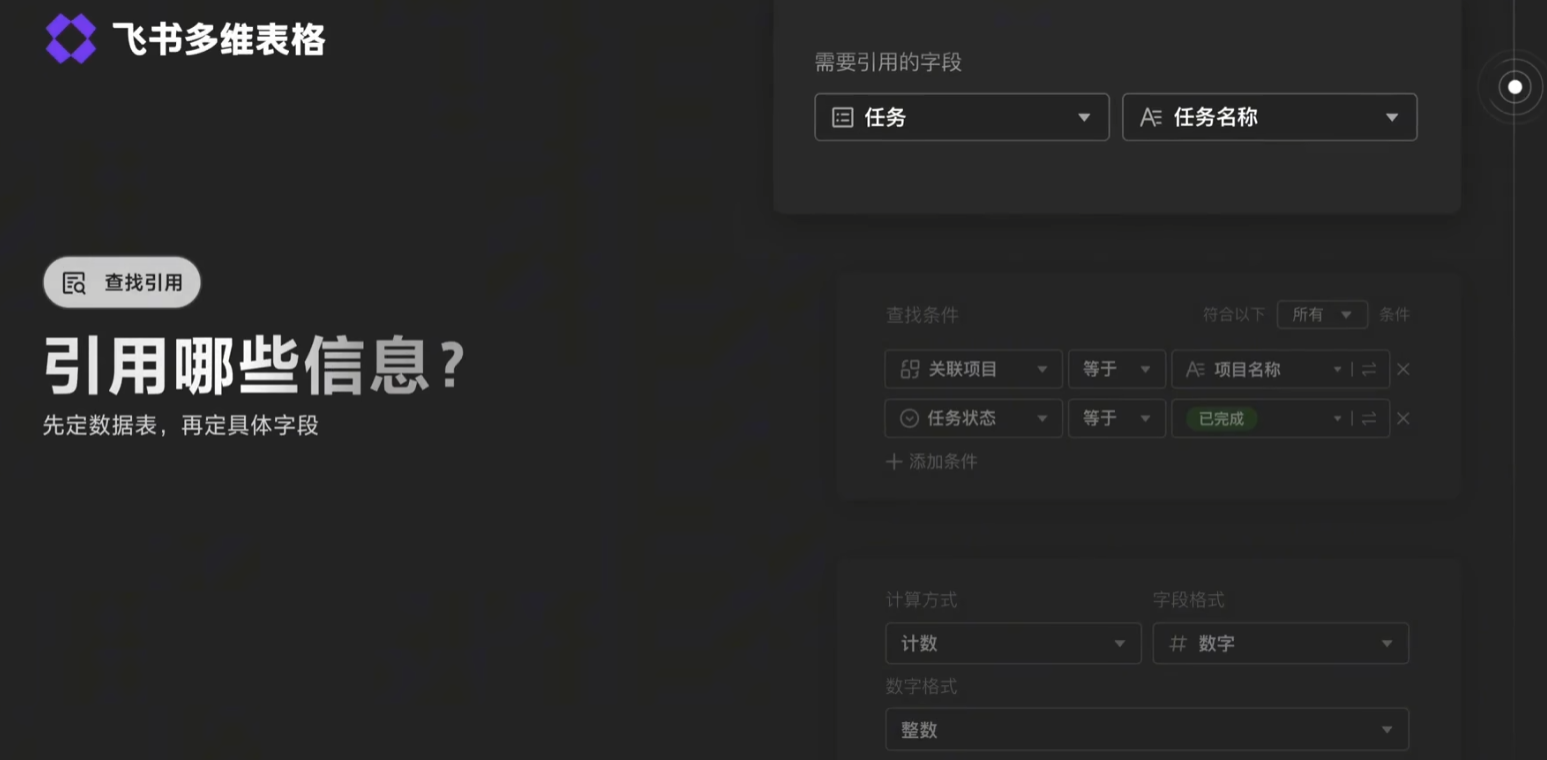 飞书多维表格
查找引用
引用哪些信息?
先定数据表，再定具体字段
需要引用的字段
任务 任务名称
查找条件 符合以下 所有 条件
关联项目 等于 项目名称
任务状态 等于 已完成
添加条件
计算方式 字段格式
计数 # 数字
数字格式
整数